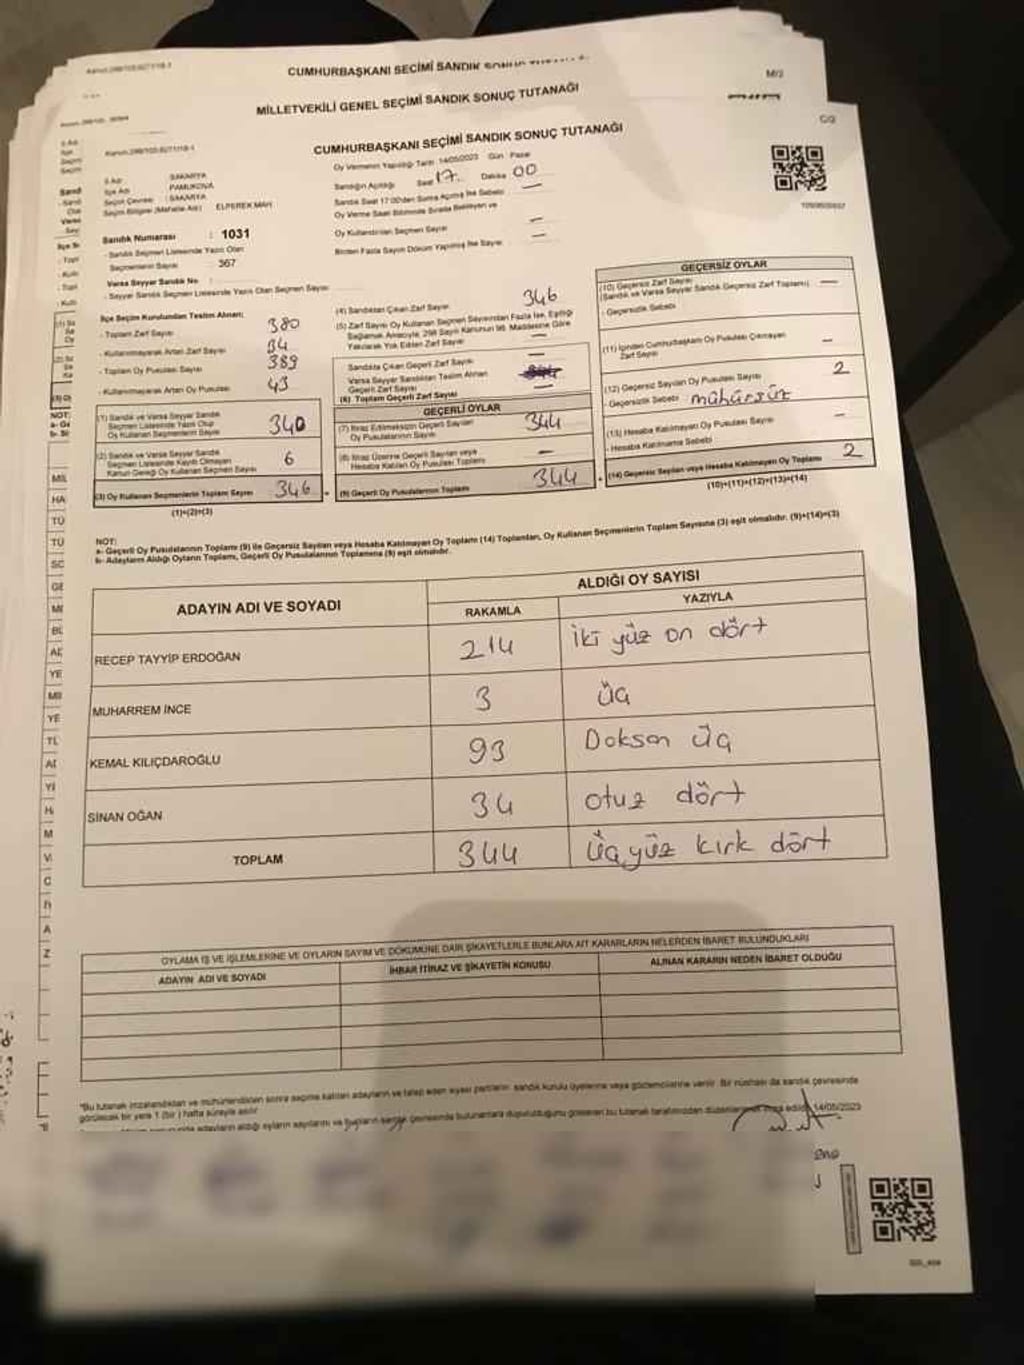 CUMHURBAŞKANI SEÇİMİ SANDIK
M/2
MİLLETVEKİLİ GENEL SEÇİMİ SANDIK SONUÇ TUTANAĞI
C/2
CUMHURBAŞKANI SEÇİMİ SANDIK SONUÇ TUTANAĞI
İl Adı : SAKARYA
İlçe Adı : PAMUKOVA
Seçim Çevresi : SAKARYA
Seçim Bölgesi (Mahalle Adı) : ELPEREK MAH
Sandık Numarası : 1031
- Sandık Seçmen Listesinde Yazılı Olan
Seçmenlerin Sayısı : 367
Varsa Seyyar Sandık No :
- Seyyar Sandık Seçmen Listesinde Yazılı Olan Seçmen Sayısı:
Oy Vermenin Yapıldığı Tarih: 14/05/2023 Gün: Pazar
Sandığın Açıldığı Saat 17. Dakika 00
Sandık Saat 17:00'den Sonra Açılmış İse Sebebi: —
Oy Verme Saati Bitiminde Sırada Bekleyen ve
Oy Kullandırılan Seçmen Sayısı —
Birden Fazla Sayım Döküm Yapılmış İse Sayısı: —
İlçe Seçim Kurulundan Teslim Alınan;
- Toplam Zarf Sayısı: 380
- Kullanılmayarak Artan Zarf Sayısı: 34
- Toplam Oy Pusulası Sayısı: 389
- Kullanılmayarak Artan Oy Pusulası: 43
(1) Sandık ve Varsa Seyyar Sandık
Seçmen Listesinde Yazılı Olup
Oy Kullanan Seçmenlerin Sayısı 340
(2) Sandık ve Varsa Seyyar Sandık
Seçmen Listesinde Kayıtlı Olmayan
Kanun Gereği Oy Kullanan Seçmen Sayısı 6
(3) Oy Kullanan Seçmenlerin Toplam Sayısı 346
(1)+(2)=(3)
(4) Sandıktan Çıkan Zarf Sayısı 346
(5) Zarf Sayısı Oy Kullanan Seçmen Sayısından Fazla İse, Eşitliği
Sağlamak Amacıyla; 298 Sayılı Kanunun 98. Maddesine Göre
Yakılarak Yok Edilen Zarf Sayısı: —
Sandıkta Çıkan Geçerli Zarf Sayısı —
Varsa Seyyar Sandıktan Teslim Alınan
Geçerli Zarf Sayısı
(6) Toplam Geçerli Zarf Sayısı —
GEÇERLİ OYLAR
(7) İtiraz Edilmeksizin Geçerli Sayılan
Oy Pusulalarının Sayısı 344
(8) İtiraz Üzerine Geçerli Sayılan veya
Hesaba Katılan Oy Pusulası Toplamı —
(9) Geçerli Oy Pusulalarının Toplamı 344
GEÇERSİZ OYLAR
(10) Geçersiz Zarf Sayısı
(Sandık ve Varsa Seyyar Sandık Geçersiz Zarf Toplamı) —
- Geçersizlik Sebebi:
(11) İçinden Cumhurbaşkanı Oy Pusulası Çıkmayan
Zarf Sayısı —
(12) Geçersiz Sayılan Oy Pusulası Sayısı 2
- Geçersizlik Sebebi: mühürsüz
(13) Hesaba Katılmayan Oy Pusulası Sayısı —
- Hesaba Katılmama Sebebi
(14) Geçersiz Sayılan veya Hesaba Katılmayan Oy Toplamı 2
(10)+(11)+(12)+(13)=(14)
NOT:
a- Geçerli Oy Pusulalarının Toplamı (9) ile Geçersiz Sayılan veya Hesaba Katılmayan Oy Toplamı (14) Toplamları, Oy Kullanan Seçmenlerin Toplam Sayısına (3) eşit olmalıdır. (9)+(14)=(3)
b- Adayların Aldığı Oyların Toplamı, Geçerli Oy Pusulalarının Toplamına (9) eşit olmalıdır.
ADAYIN ADI VE SOYADI
ALDIĞI OY SAYISI
RAKAMLA YAZIYLA
RECEP TAYYİP ERDOĞAN 214 iki yüz on dört
MUHARREM İNCE 3 üç
KEMAL KILIÇDAROĞLU 93 Doksan üç
SİNAN OĞAN 34 otuz dört
TOPLAM 344 üç yüz kırk dört
OYLAMA İŞ VE İŞLEMLERİNE VE OYLARIN SAYIM VE DÖKÜMÜNE DAİR ŞİKAYETLERLE BUNLARA AİT KARARLARIN NELERDEN İBARET BULUNDUKLARI
ADAYIN ADI VE SOYADI İHBAR İTİRAZ VE ŞİKAYETİN KONUSU ALINAN KARARIN NEDEN İBARET OLDUĞU
*Bu tutanak imzalandıktan ve mühürlendikten sonra seçime katılan adayların ve talep eden siyasi partilerin sandık kurulu üyelerine veya gözlemcilerine verilir. Bir nüshası da sandık çevresinde
görülecek bir yere 1 (bir) hafta süreyle asılır.
adayların aldığı oyların sayılarını ve bunların sandık çevresinde bulunanlara duyurulduğunu gösteren bu tutanak tarafımızdan 14/05/2023